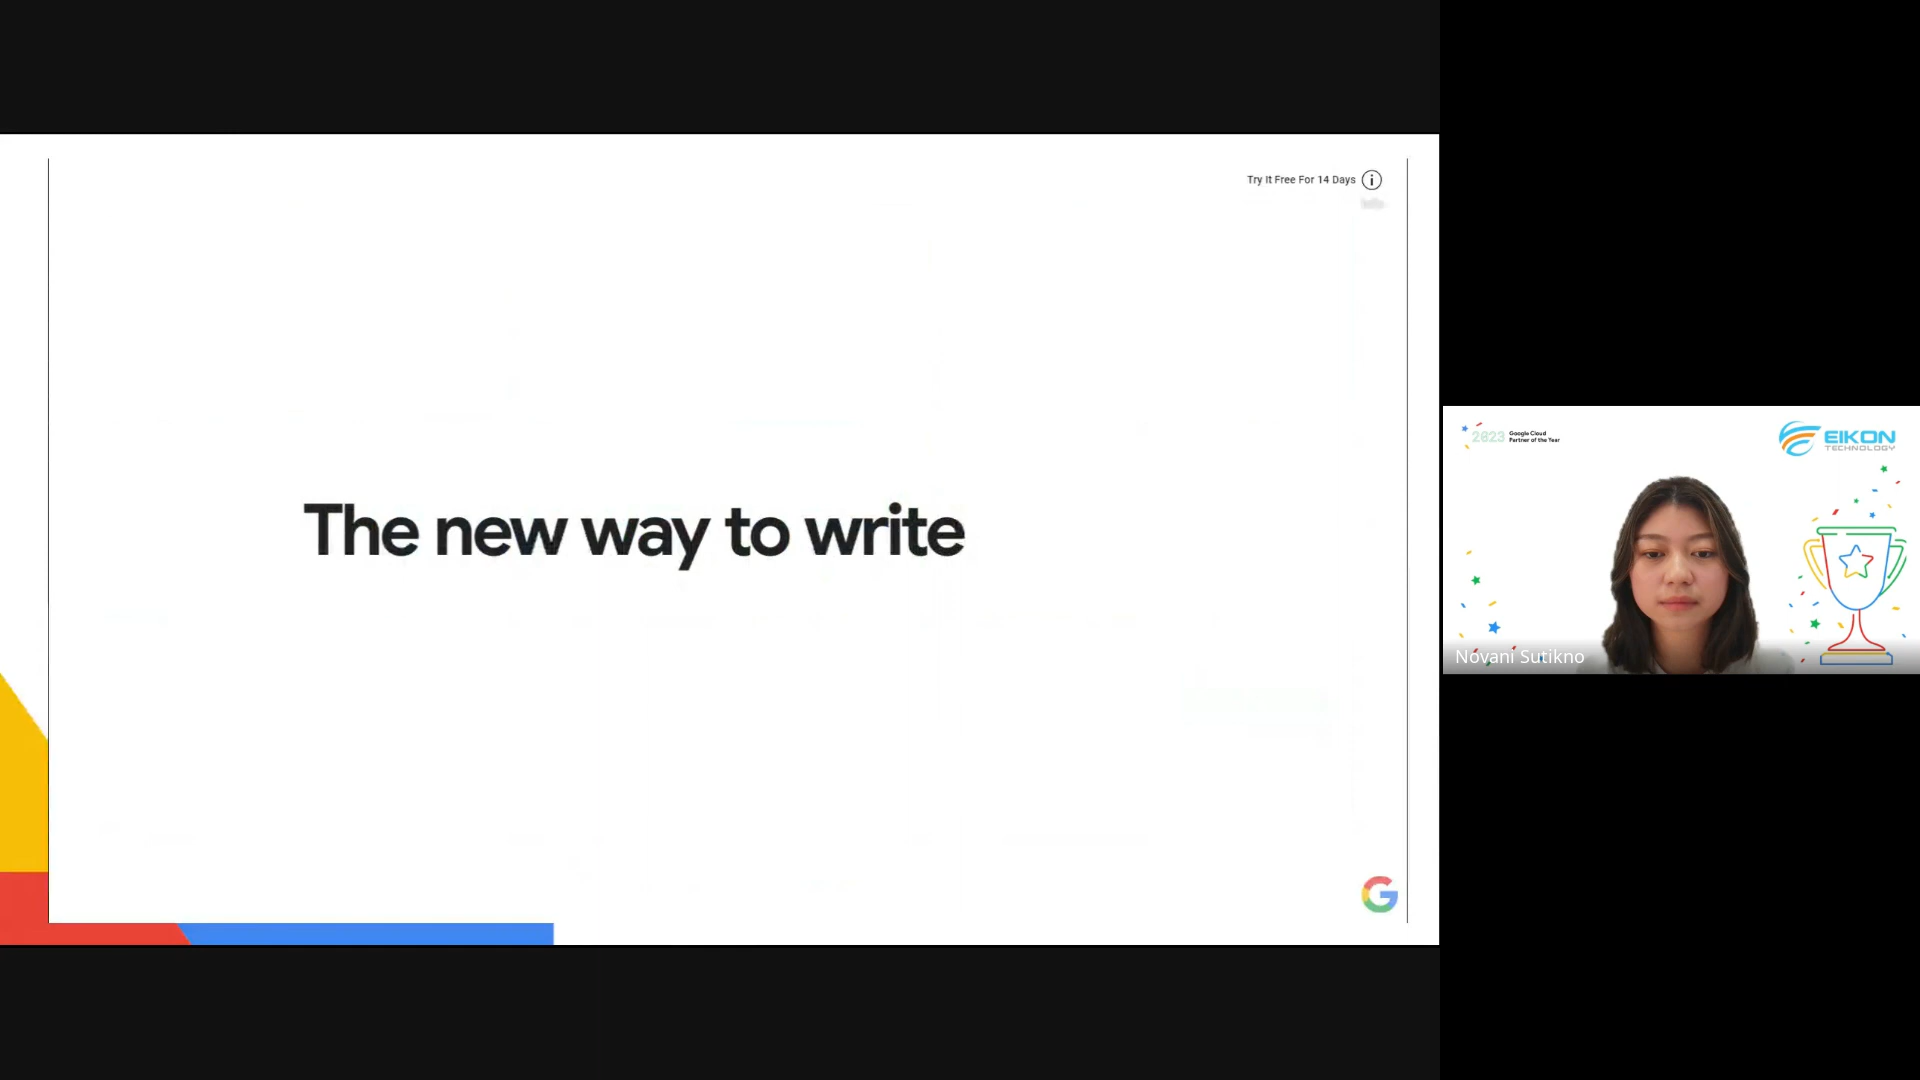 Try It Free For 14 Days
The new way to write
2023 Google Cloud
Partner of the Year
EIKON
TECHNOLOGY
Novani Sutikno